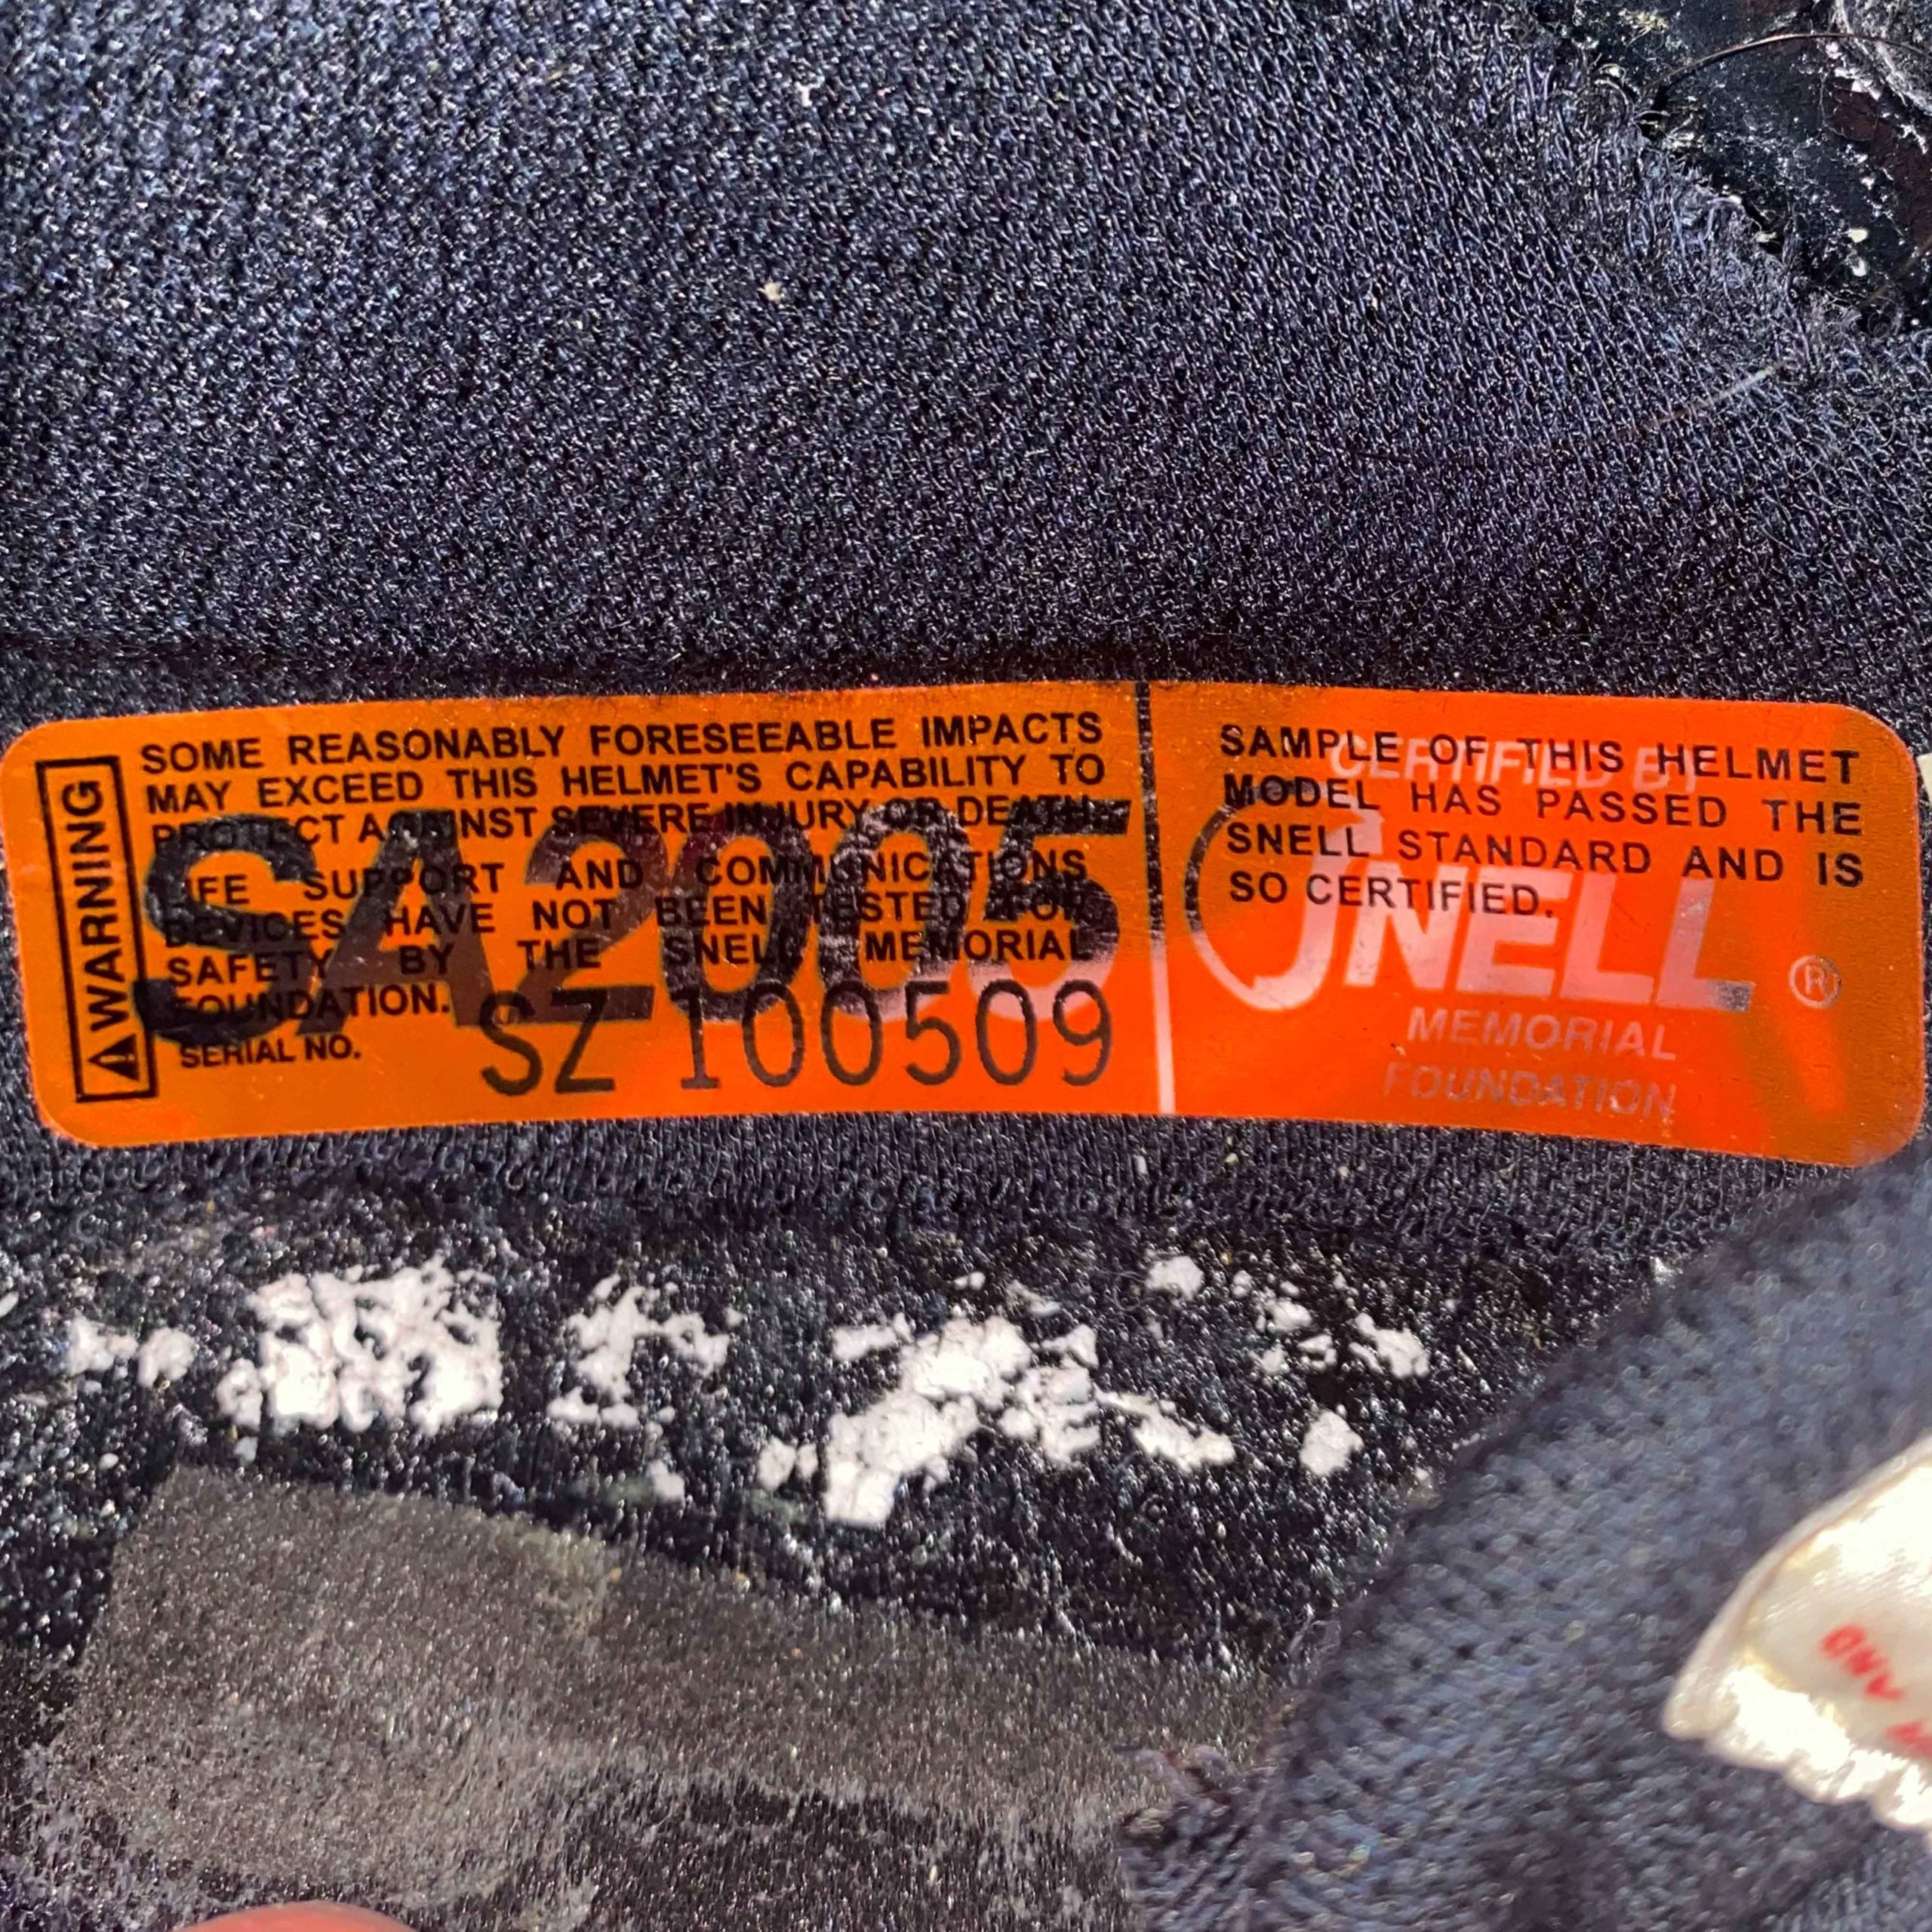 WARNING
SOME REASONABLY FORESEEABLE IMPACTS
MAY EXCEED THIS HELMET'S CAPABILITY TO
PROTECT AGAINST SEVERE INJURY OR DEATH.
LIFE SUPPORT AND COMMUNICATIONS
DEVICES HAVE NOT BEEN TESTED FOR
SAFETY BY THE SNELL MEMORIAL
FOUNDATION.
SA2005
SERIAL NO. SZ 100509
SAMPLE OF THIS HELMET
MODEL HAS PASSED THE
SNELL STANDARD AND IS
SO CERTIFIED.
CERTIFIED BY
SNELL ®
MEMORIAL
FOUNDATION